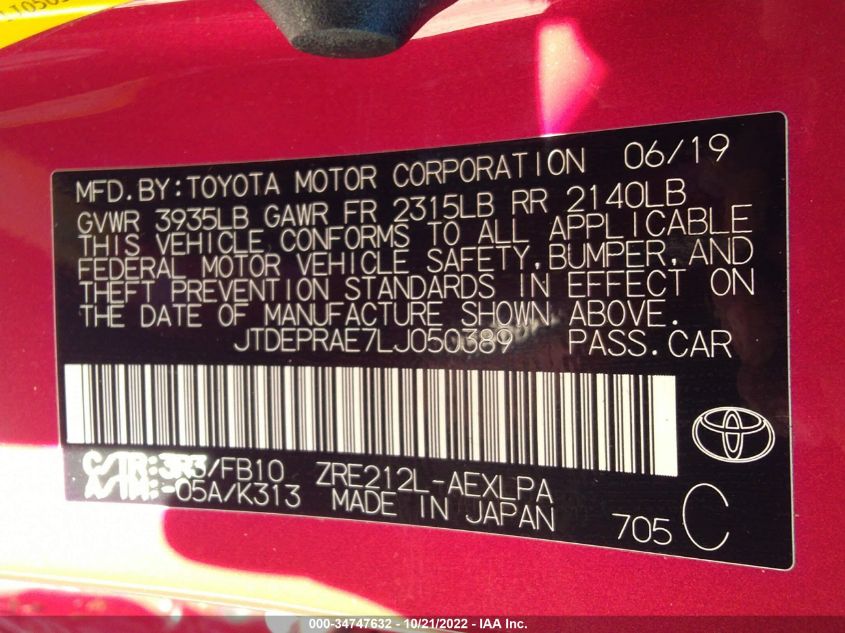 MFD.BY:TOYOTA MOTOR CORPORATION 06/19
GVWR 3935LB GAWR FR 2315LB RR 2140LB
THIS VEHICLE CONFORMS TO ALL APPLICABLE
FEDERAL MOTOR VEHICLE SAFETY,BUMPER,AND
THEFT PREVENTION STANDARDS IN EFFECT ON
THE DATE OF MANUFACTURE SHOWN ABOVE.
JTDEPRAE7LJ050389 PASS.CAR
C/TR:3R3/FB10 ZRE212L-AEXLPA
A/TM:-05A/K313 MADE IN JAPAN
705 C
000-34747632 - 10/21/2022 - IAA Inc.